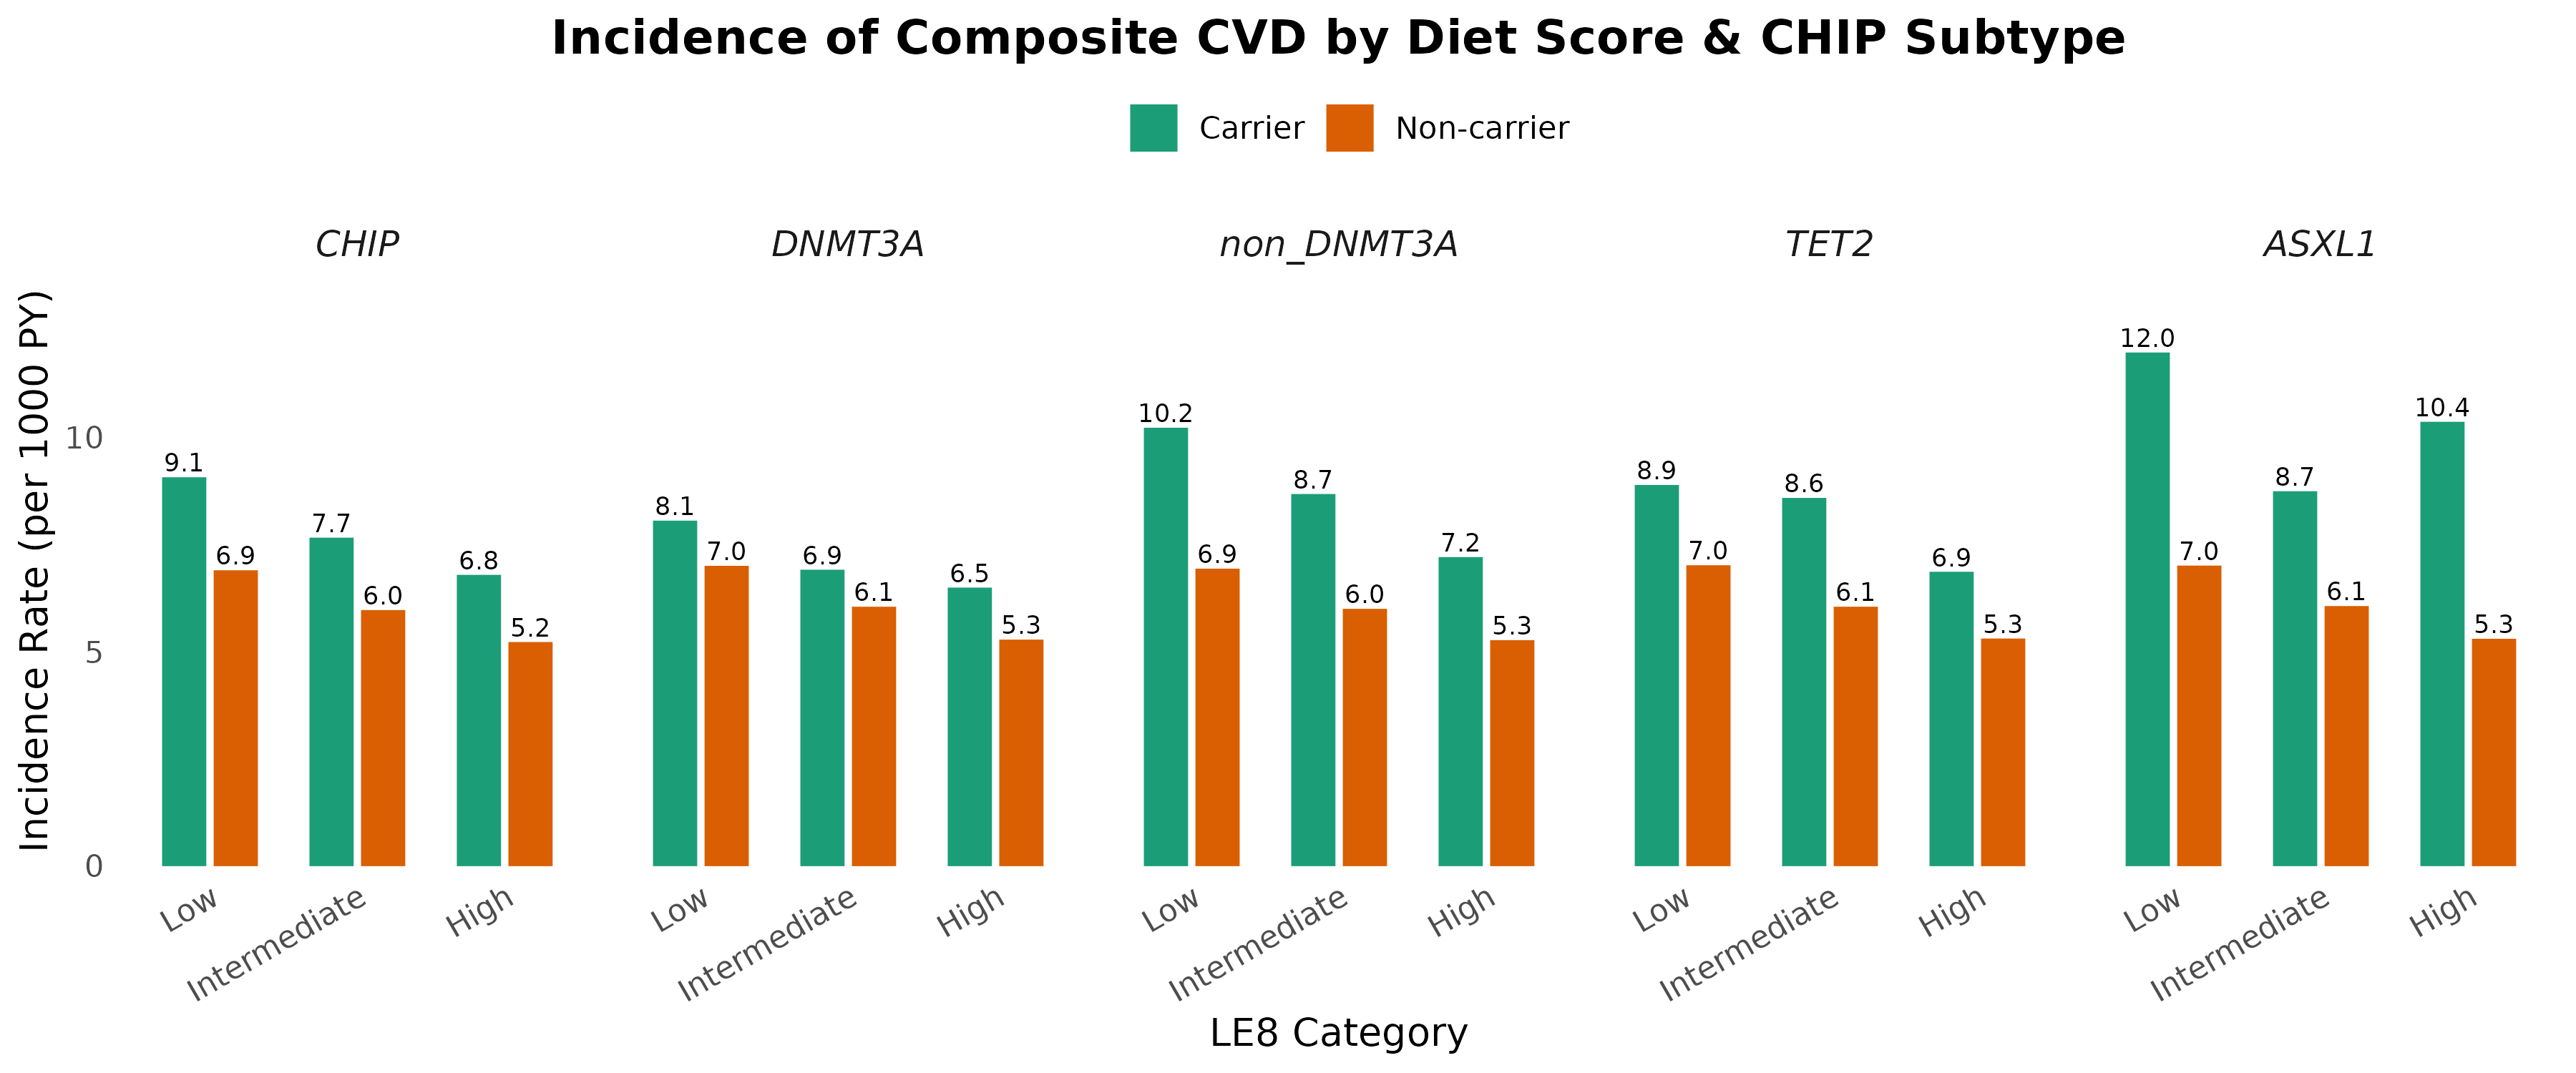 Incidence of Composite CVD by Diet Score & CHIP Subtype
Carrier Non-carrier
CHIP DNMT3A non_DNMT3A TET2 ASXL1
Incidence Rate (per 1000 PY)
10
5
0
9.1 6.9 7.7 6.0 6.8 5.2
8.1 7.0 6.9 6.1 6.5 5.3
10.2 6.9 8.7 6.0 7.2 5.3
8.9 7.0 8.6 6.1 6.9 5.3
12.0 7.0 8.7 6.1 10.4 5.3
Low Intermediate High Low Intermediate High Low Intermediate High Low Intermediate High Low Intermediate High
LE8 Category